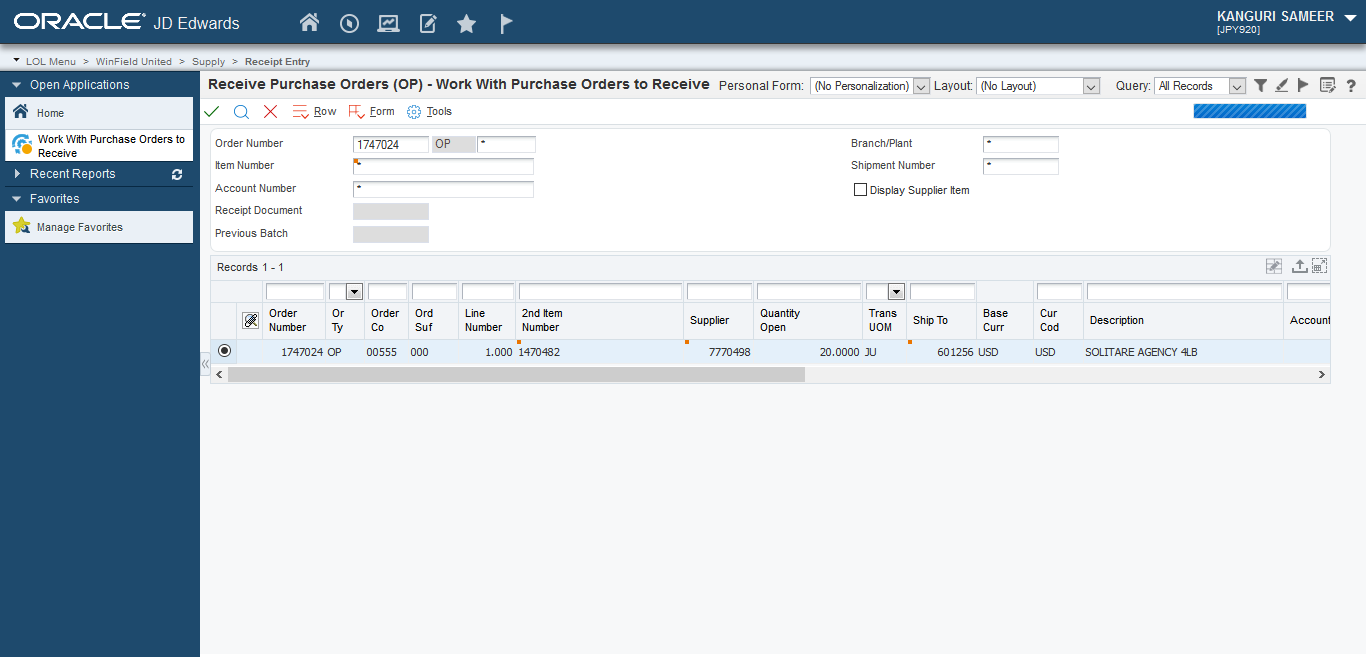 ORACLE® JD Edwards
KANGURI SAMEER
[JPY920]
LOL Menu > WinField United > Supply > Receipt Entry
Open Applications
Home
Work With Purchase Orders to
Receive
Recent Reports
Favorites
Manage Favorites
Receive Purchase Orders (OP) - Work With Purchase Orders to Receive
Personal Form: (No Personalization) Layout: (No Layout) Query: All Records ?
Row Form Tools
Order Number 1747024 OP * Branch/Plant *
Item Number * Shipment Number *
Account Number * Display Supplier Item
Receipt Document
Previous Batch
Records 1 - 1
Order Number Or Ty Order Co Ord Suf Line Number 2nd Item Number Supplier Quantity Open Trans UOM Ship To Base Curr Cur Cod Description Account
1747024 OP 00555 000 1.000 1470482 7770498 20.0000 JU 601256 USD USD SOLITARE AGENCY 4LB